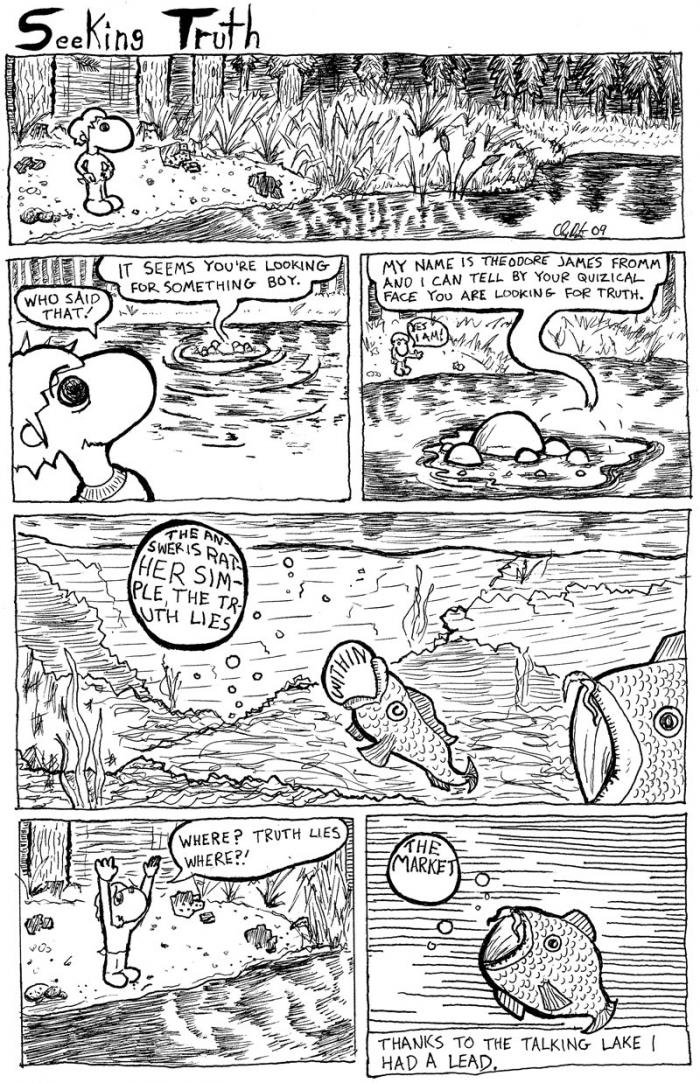 Seeking Truth
09
WHO SAID
THAT!
IT SEEMS YOU'RE LOOKING
FOR SOMETHING BOY.
MY NAME IS THEODORE JAMES FROMM
AND I CAN TELL BY YOUR QUIZICAL
FACE YOU ARE LOOKING FOR TRUTH.
YES
I AM!
THE AN-
SWER IS RAT-
HER SIM-
PLE, THE TR-
UTH LIES
WITHIN
WHERE? TRUTH LIES
WHERE?!
THE
MARKET
THANKS TO THE TALKING LAKE I
HAD A LEAD.